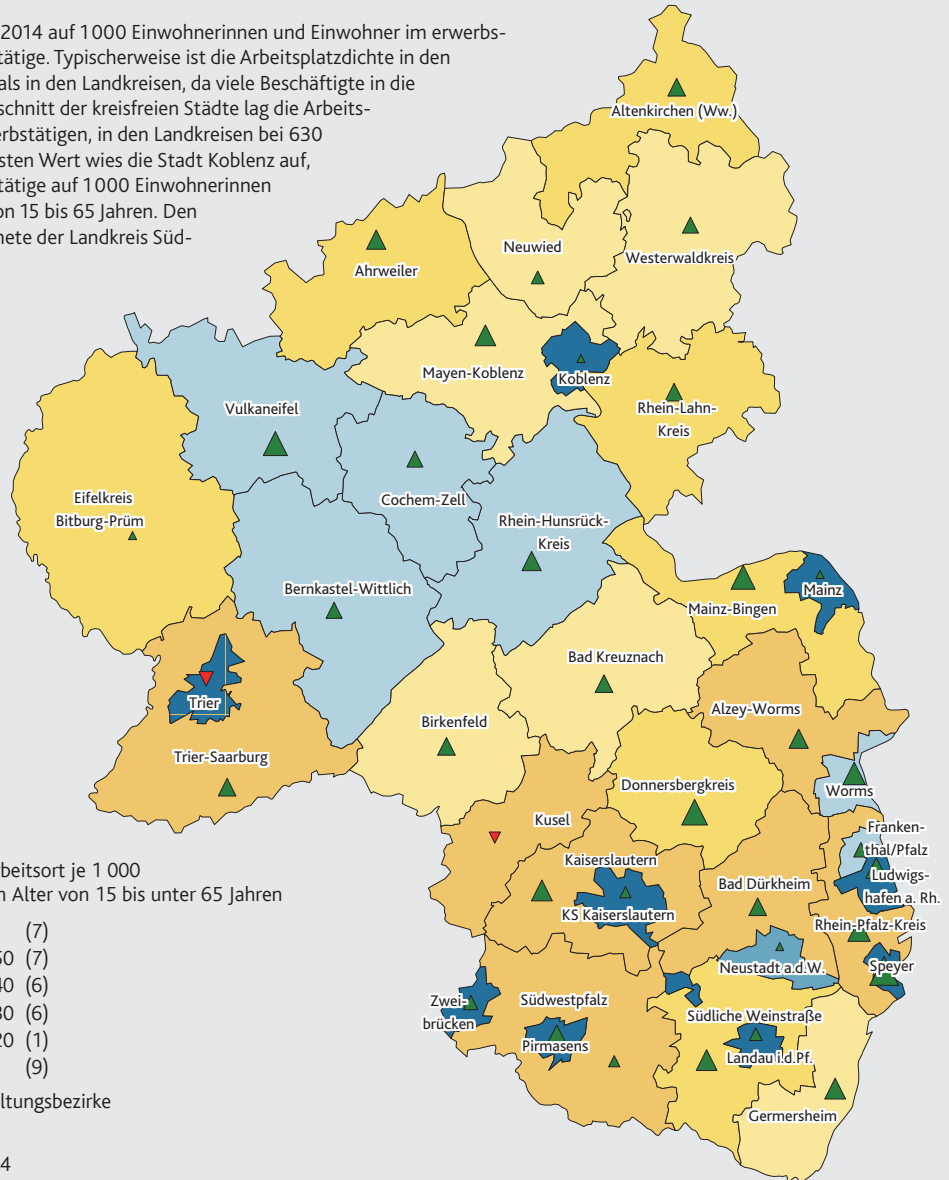 2014 auf 1000 Einwohnerinnen und Einwohner im erwerbs-
tätige. Typischerweise ist die Arbeitsplatzdichte in den
als in den Landkreisen, da viele Beschäftigte in die
schnitt der kreisfreien Städte lag die Arbeits-
erbstätigen, in den Landkreisen bei 630
sten Wert wies die Stadt Koblenz auf,
tätige auf 1000 Einwohnerinnen
on 15 bis 65 Jahren. Den
nete der Landkreis Süd-
Altenkirchen (Ww.)
Neuwied
Westerwaldkreis
Ahrweiler
Mayen-Koblenz
Koblenz
Rhein-Lahn-
Kreis
Vulkaneifel
Cochem-Zell
Eifelkreis
Bitburg-Prüm
Rhein-Hunsrück-
Kreis
Bernkastel-Wittlich
Mainz
Mainz-Bingen
Bad Kreuznach
Trier
Alzey-Worms
Birkenfeld
Trier-Saarburg
Donnersbergkreis
Worms
Kusel
Franken-
thal/Pfalz
Kaiserslautern
Ludwigs-
hafen a. Rh.
Bad Dürkheim
KS Kaiserslautern
Rhein-Pfalz-Kreis
Neustadt a.d.W.
Speyer
Zwei-
brücken
Südwestpfalz
Südliche Weinstraße
Pirmasens
Landau i.d.Pf.
Germersheim
rbeitsort je 1 000
m Alter von 15 bis unter 65 Jahren
(7)
50 (7)
40 (6)
80 (6)
20 (1)
(9)
ltungsbezirke
4